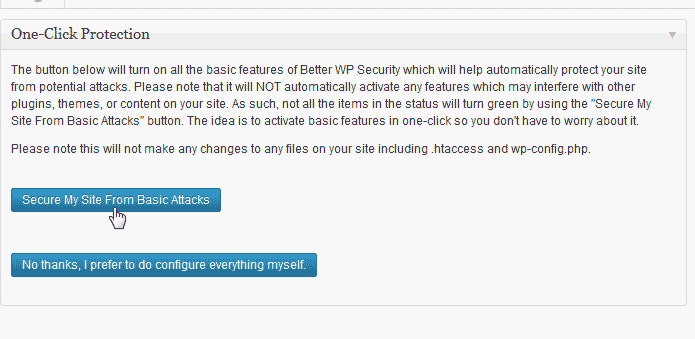 One-Click Protection
The button below will turn on all the basic features of Better WP Security which will help automatically protect your site
from potential attacks. Please note that it will NOT automatically activate any features which may interfere with other
plugins, themes, or content on your site. As such, not all the items in the status will turn green by using the "Secure My
Site From Basic Attacks" button. The idea is to activate basic features in one-click so you don't have to worry about it.
Please note this will not make any changes to any files on your site including .htaccess and wp-config.php.
Secure My Site From Basic Attacks
No thanks, I prefer to do configure everything myself.